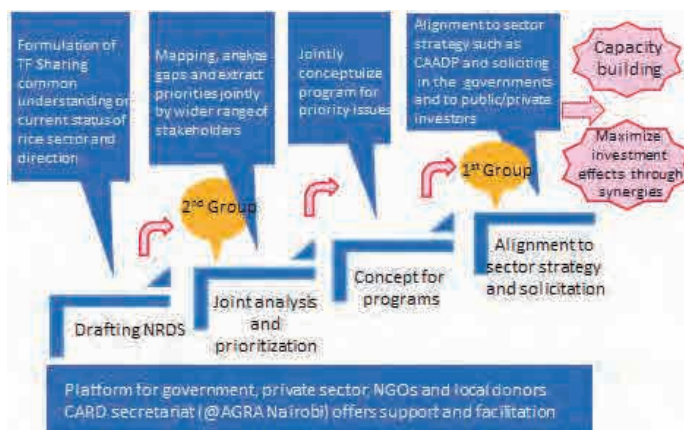 Formulation of
TF Sharing
common
understanding on
current status of
rice sector and
direction
Mapping, analyze
gaps and extract
priorities jointly
by wider range of
stakeholders
Jointly
conceptulize
program for
priority issues
Alignment to sector
strategy such as
CAADP and soliciting
in the governments
and to public/private
investors
Capacity
building
Maximize
investment
effects through
synergies
2nd Group
1st Group
Drafting NRDS
Joint analysis
and
prioritization
Concept for
programs
Alignment to
sector strategy
and solicitation
Platform for government, private sector, NGOs and local donors
CARD secretariat (@AGRA Nairobi) offers support and facilitation